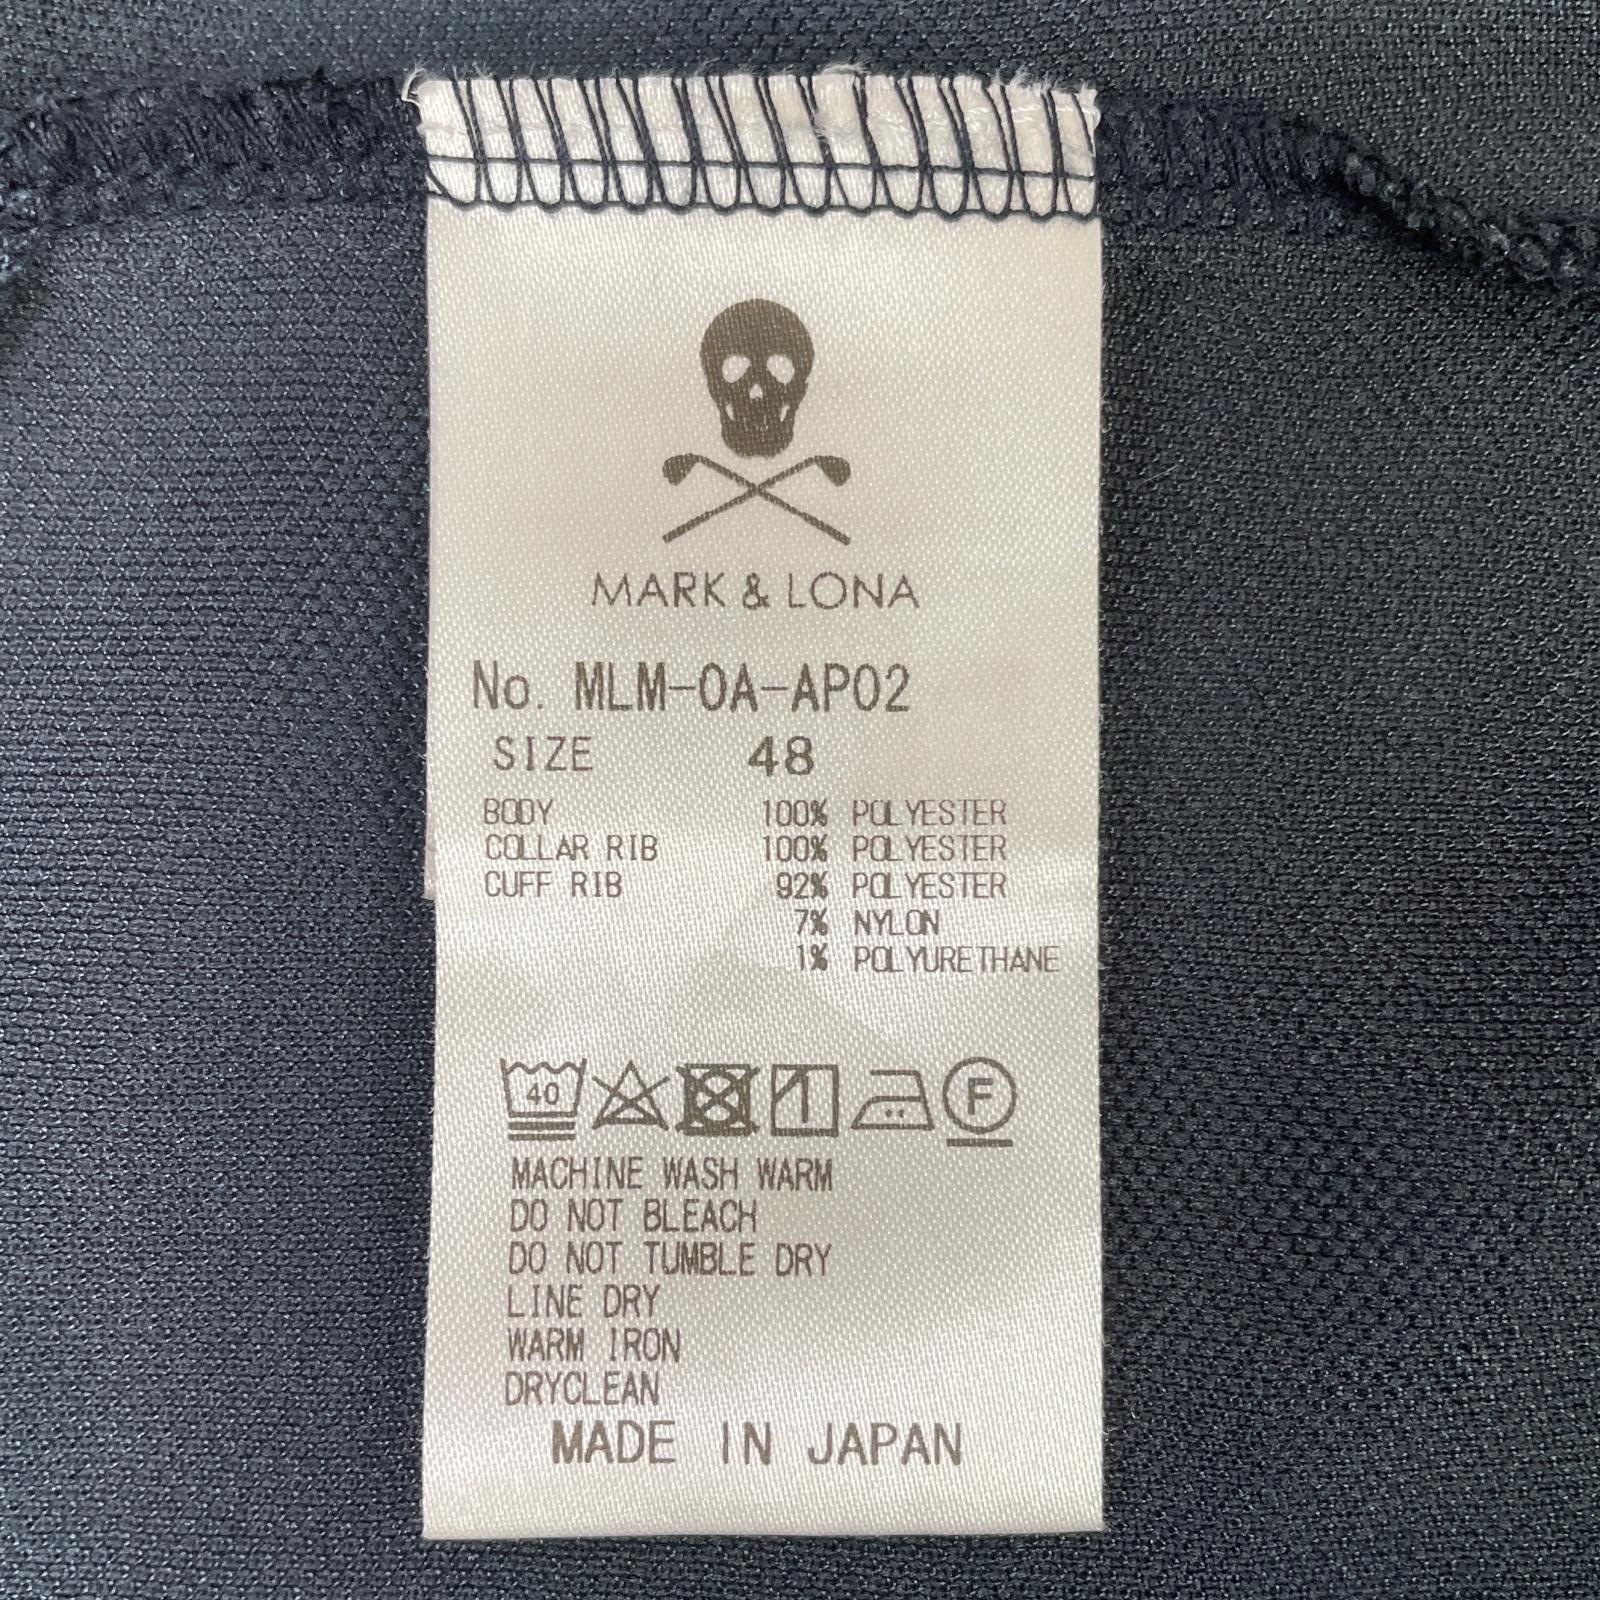 MARK & LONA
No. MLM-0A-AP02
SIZE 48
BODY 100% POLYESTER
COLLAR RIB 100% POLYESTER
CUFF RIB 92% POLYESTER
7% NYLON
1% POLYURETHANE
40 F
MACHINE WASH WARM
DO NOT BLEACH
DO NOT TUMBLE DRY
LINE DRY
WARM IRON
DRYCLEAN
MADE IN JAPAN